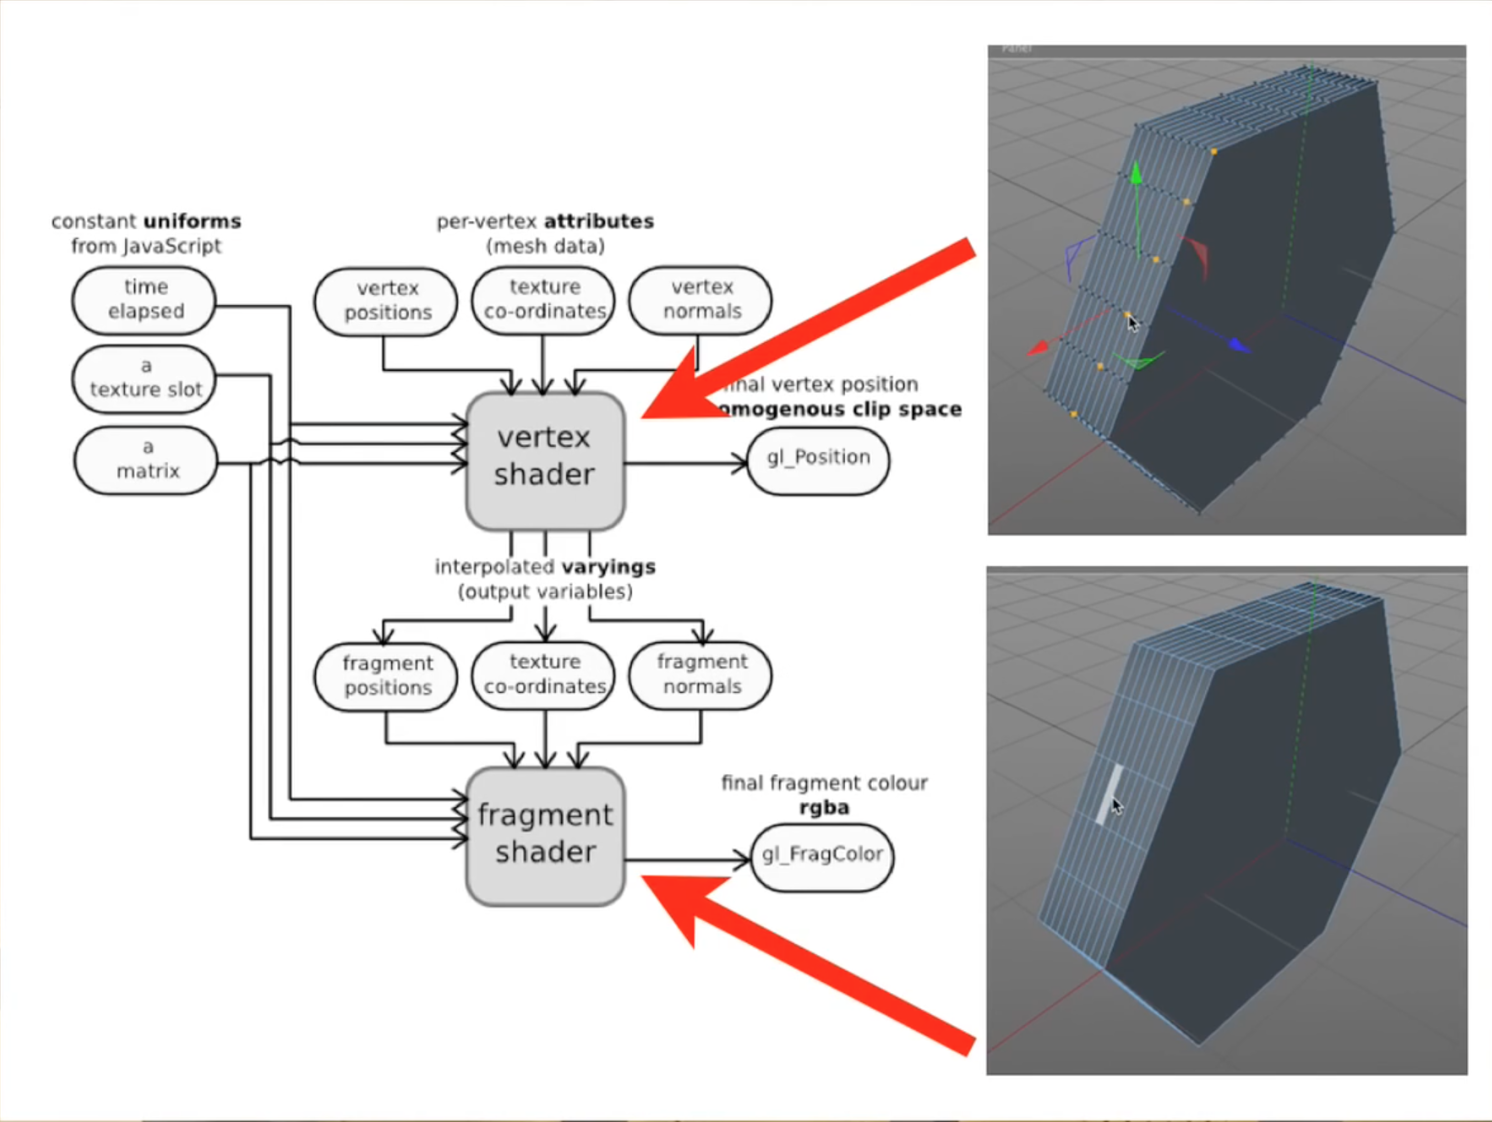 Panel
constant uniforms
from JavaScript
time
elapsed
a
texture slot
a
matrix
per-vertex attributes
(mesh data)
vertex
positions
texture
co-ordinates
vertex
normals
vertex
shader
final vertex position
omogenous clip space
gl_Position
interpolated varyings
(output variables)
fragment
positions
texture
co-ordinates
fragment
normals
fragment
shader
final fragment colour
rgba
gl_FragColor